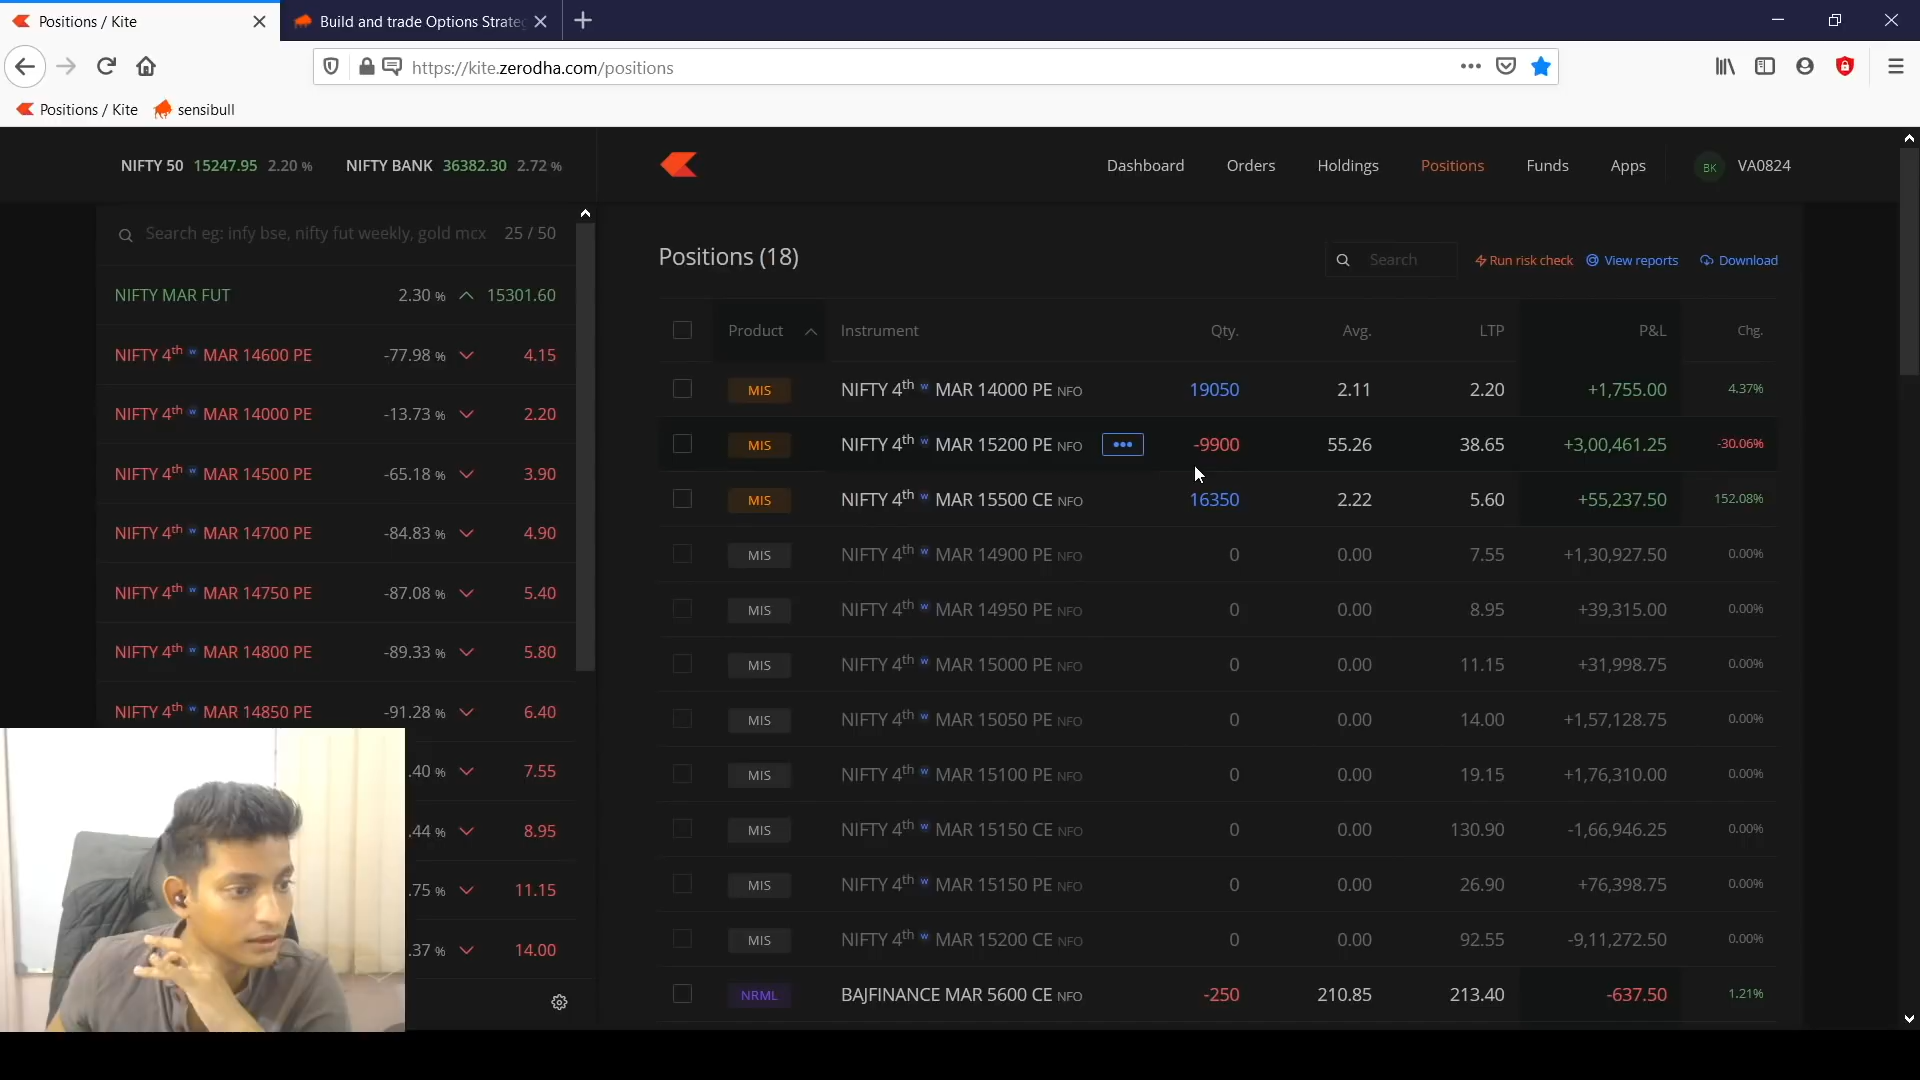 Positions / Kite
Build and trade Options Strate
https://kite.zerodha.com/positions
Positions / Kite
sensibull
NIFTY 50 15247.95 2.20 % NIFTY BANK 36382.30 2.72 %
Dashboard Orders Holdings Positions Funds Apps BK VA0824
Search eg: infy bse, nifty fut weekly, gold mcx 25 / 50
NIFTY MAR FUT 2.30 % 15301.60
NIFTY 4th w MAR 14600 PE -77.98 % 4.15
NIFTY 4th w MAR 14000 PE -13.73 % 2.20
NIFTY 4th w MAR 14500 PE -65.18 % 3.90
NIFTY 4th w MAR 14700 PE -84.83 % 4.90
NIFTY 4th w MAR 14750 PE -87.08 % 5.40
NIFTY 4th w MAR 14800 PE -89.33 % 5.80
NIFTY 4th w MAR 14850 PE -91.28 % 6.40
.40 % 7.55
.44 % 8.95
.75 % 11.15
.37 % 14.00
Positions (18)
Search Run risk check View reports Download
Product Instrument Qty. Avg. LTP P&L Chg.
MIS NIFTY 4th w MAR 14000 PE NFO 19050 2.11 2.20 +1,755.00 4.37%
MIS NIFTY 4th w MAR 15200 PE NFO ••• -9900 55.26 38.65 +3,00,461.25 -30.06%
MIS NIFTY 4th w MAR 15500 CE NFO 16350 2.22 5.60 +55,237.50 152.08%
MIS NIFTY 4th w MAR 14900 PE NFO 0 0.00 7.55 +1,30,927.50 0.00%
MIS NIFTY 4th w MAR 14950 PE NFO 0 0.00 8.95 +39,315.00 0.00%
MIS NIFTY 4th w MAR 15000 PE NFO 0 0.00 11.15 +31,998.75 0.00%
MIS NIFTY 4th w MAR 15050 PE NFO 0 0.00 14.00 +1,57,128.75 0.00%
MIS NIFTY 4th w MAR 15100 PE NFO 0 0.00 19.15 +1,76,310.00 0.00%
MIS NIFTY 4th w MAR 15150 CE NFO 0 0.00 130.90 -1,66,946.25 0.00%
MIS NIFTY 4th w MAR 15150 PE NFO 0 0.00 26.90 +76,398.75 0.00%
MIS NIFTY 4th w MAR 15200 CE NFO 0 0.00 92.55 -9,11,272.50 0.00%
NRML BAJFINANCE MAR 5600 CE NFO -250 210.85 213.40 -637.50 1.21%